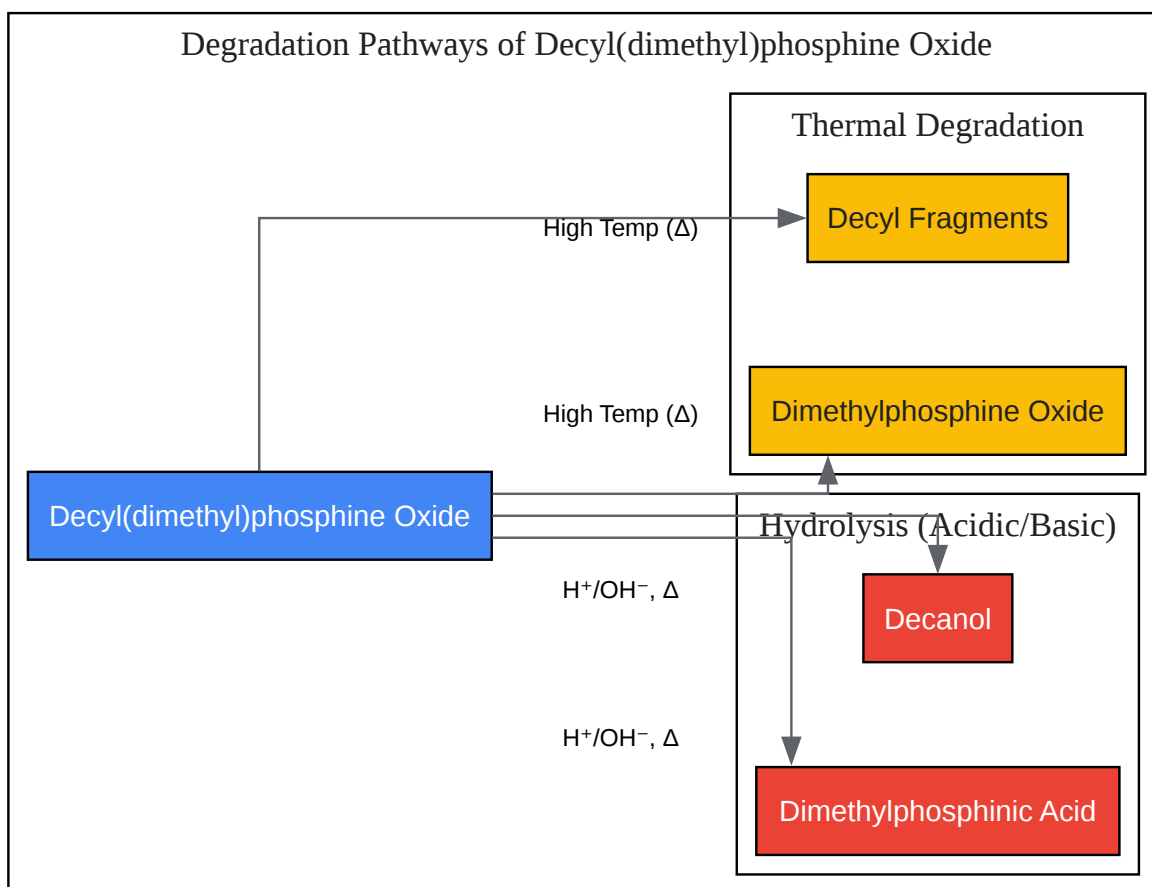 Degradation Pathways of Decyl(dimethyl)phosphine Oxide
Thermal Degradation
High Temp (Δ)
Decyl Fragments
High Temp (Δ)
Dimethylphosphine Oxide
Decyl(dimethyl)phosphine Oxide
Hydrolysis (Acidic/Basic)
H⁺/OH⁻, Δ
Decanol
H⁺/OH⁻, Δ
Dimethylphosphinic Acid